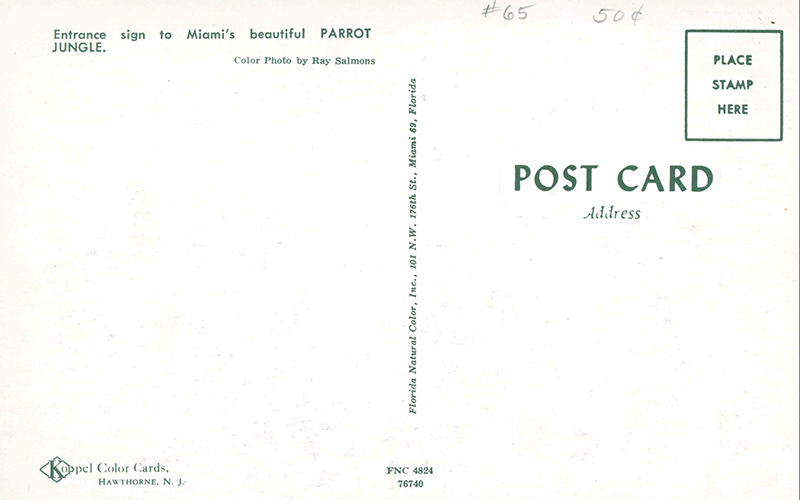 #65 50¢
Entrance sign to Miami's beautiful PARROT
JUNGLE.
Color Photo by Ray Salmons
Florida Natural Color, Inc., 101 N.W. 176th St., Miami 69, Florida
PLACE
STAMP
HERE
POST CARD
Address
Koppel Color Cards,
HAWTHORNE, N. J.
FNC 4824
76740